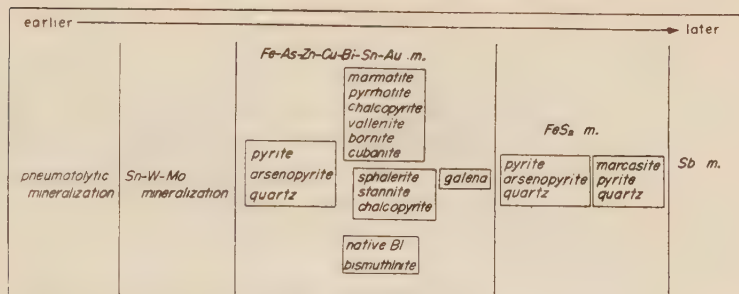 earlier later
Fe-As-Zn-Cu-Bi-Sn-Au m.
marmatite
pyrrhotite
chalcopyrite
vallenite
bornite
cubanite
pyrite
arsenopyrite
quartz
sphalerite
stannite
chalcopyrite
galena
native BI
bismuthinite
pneumatolytic
mineralization
Sn-W-Mo
mineralization
FeS₂ m.
pyrite
arsenopyrite
quartz
marcasite
pyrite
quartz
Sb m.